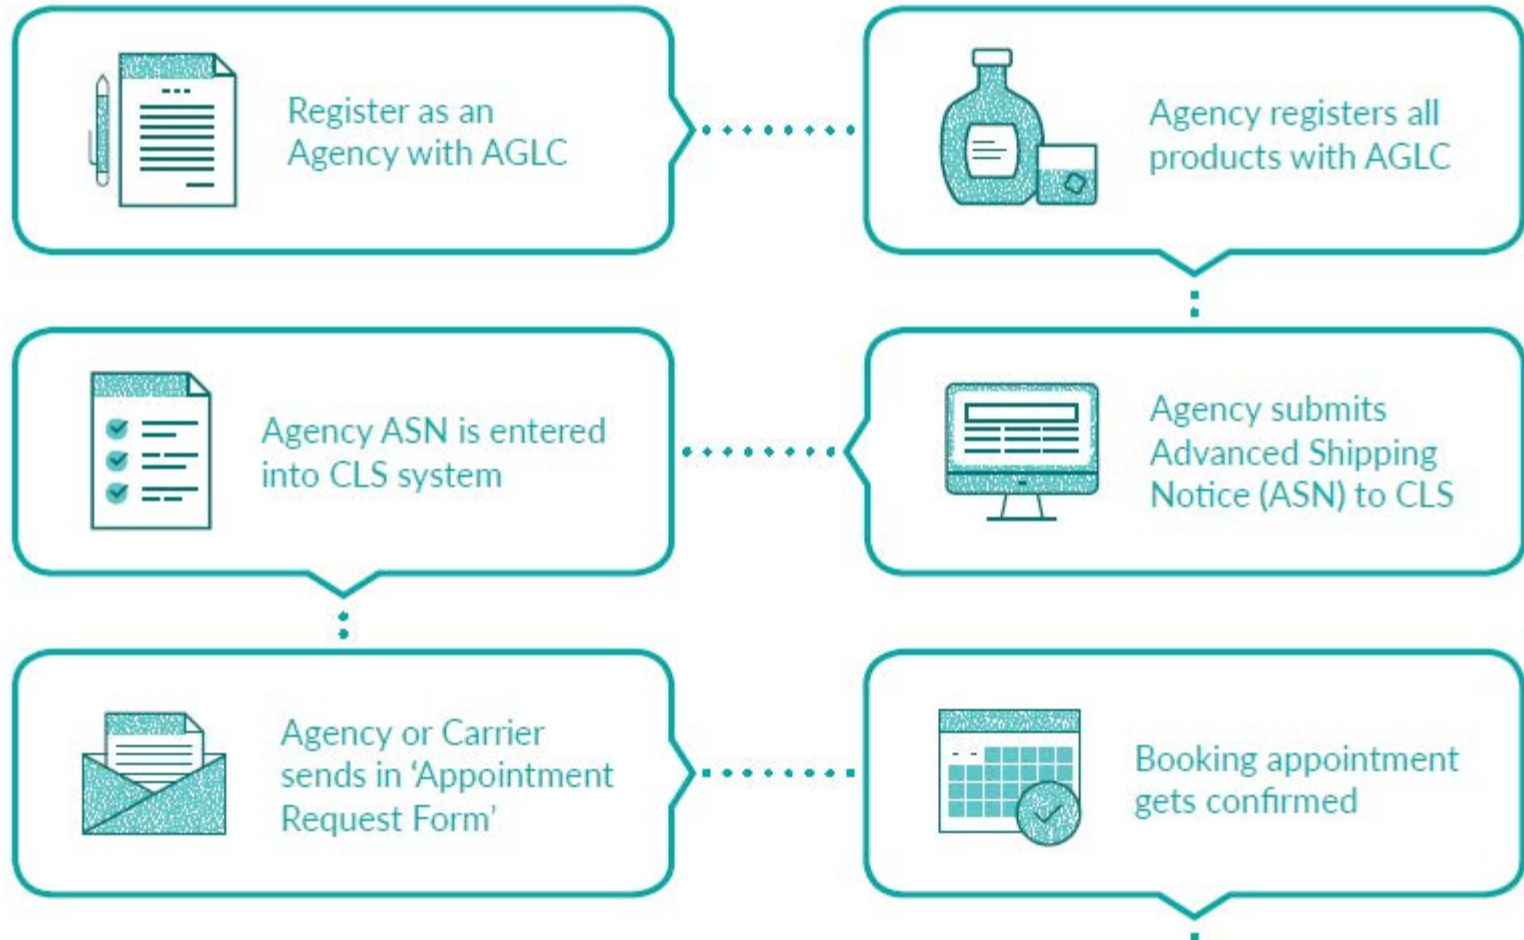 Register as an
Agency with AGLC
Agency registers all
products with AGLC
Agency submits
Advanced Shipping
Notice (ASN) to CLS
Agency ASN is entered
into CLS system
Agency or Carrier
sends in ‘Appointment
Request Form’
Booking appointment
gets confirmed